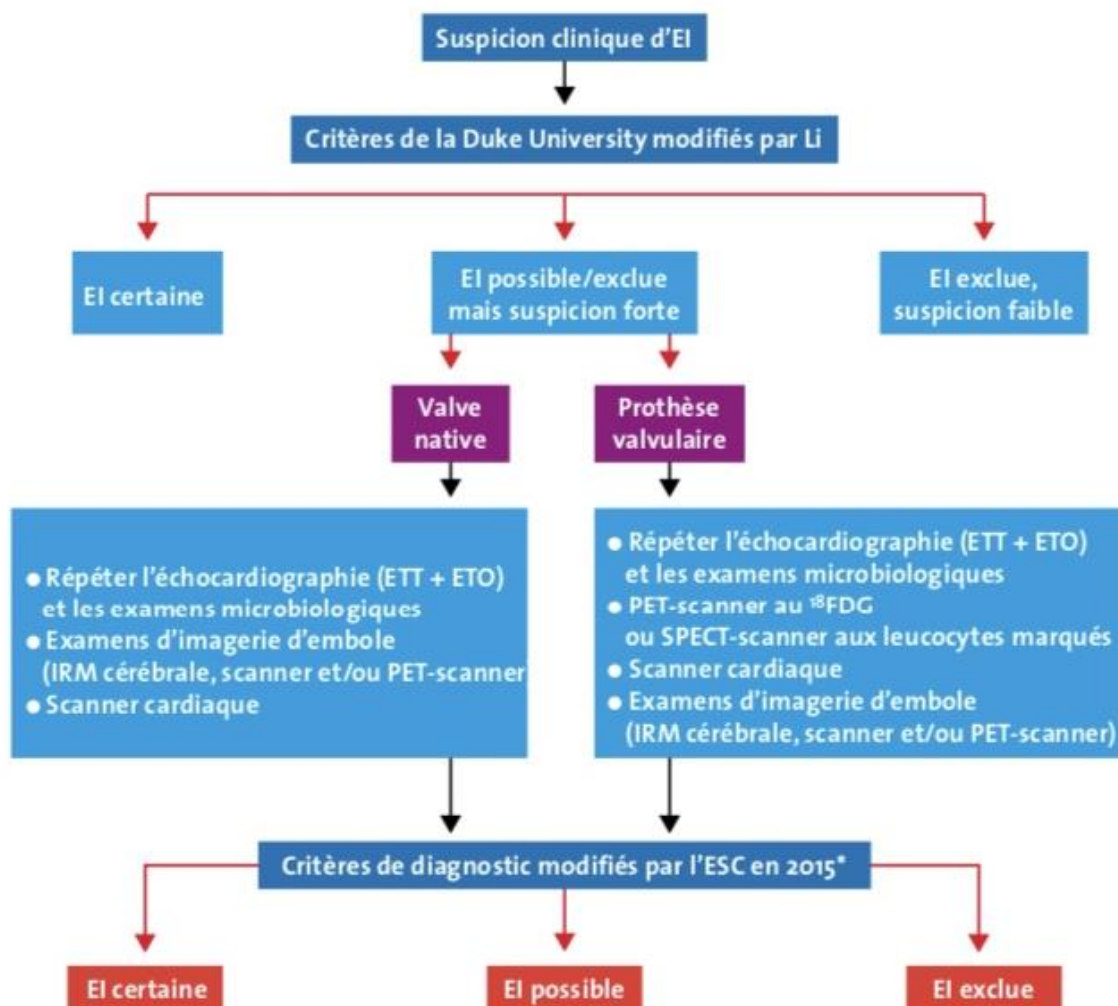 Suspicion clinique d'EI
Critères de la Duke University modifiés par Li
EI certaine
EI possible/exclue
mais suspicion forte
EI exclue,
suspicion faible
Valve
native
Prothèse
valvulaire
● Répéter l'échocardiographie (ETT + ETO)
et les examens microbiologiques
● Examens d'imagerie d'embole
(IRM cérébrale, scanner et/ou PET-scanner
● Scanner cardiaque
● Répéter l'échocardiographie (ETT + ETO)
et les examens microbiologiques
● PET-scanner au ¹⁸FDG
ou SPECT-scanner aux leucocytes marqués
● Scanner cardiaque
● Examens d'imagerie d'embole
(IRM cérébrale, scanner et/ou PET-scanner)
Critères de diagnostic modifiés par l'ESC en 2015*
EI certaine
EI possible
EI exclue